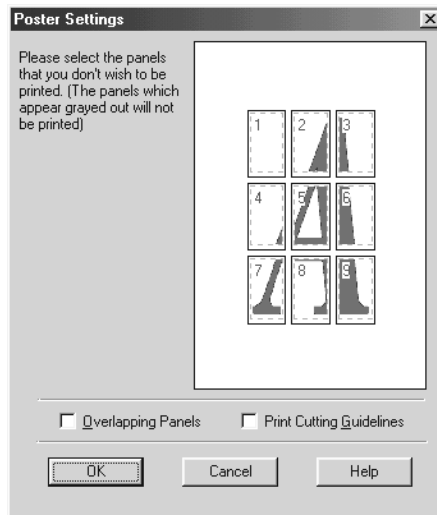 Poster Settings
Please select the panels
that you don't wish to be
printed. (The panels which
appear grayed out will not
be printed)
1 2 3
4 5 6
7 8 9
Overlapping Panels Print Cutting Guidelines
OK Cancel Help